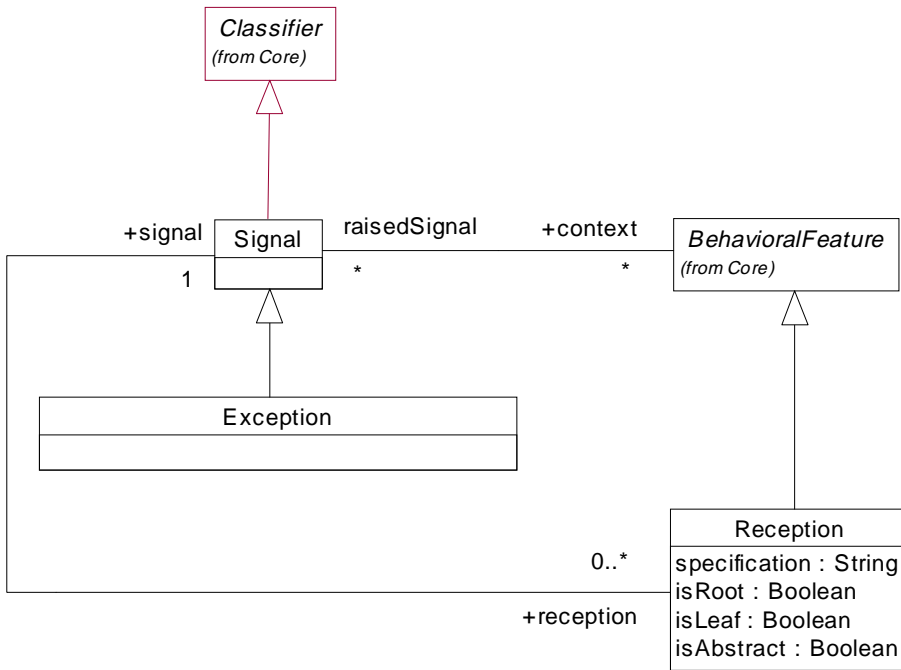 Classifier
(from Core)
+signal
Signal
raisedSignal
+context
BehavioralFeature
(from Core)
1
*
*
Exception
Reception
0..*
specification : String
isRoot : Boolean
isLeaf : Boolean
+reception
isAbstract : Boolean